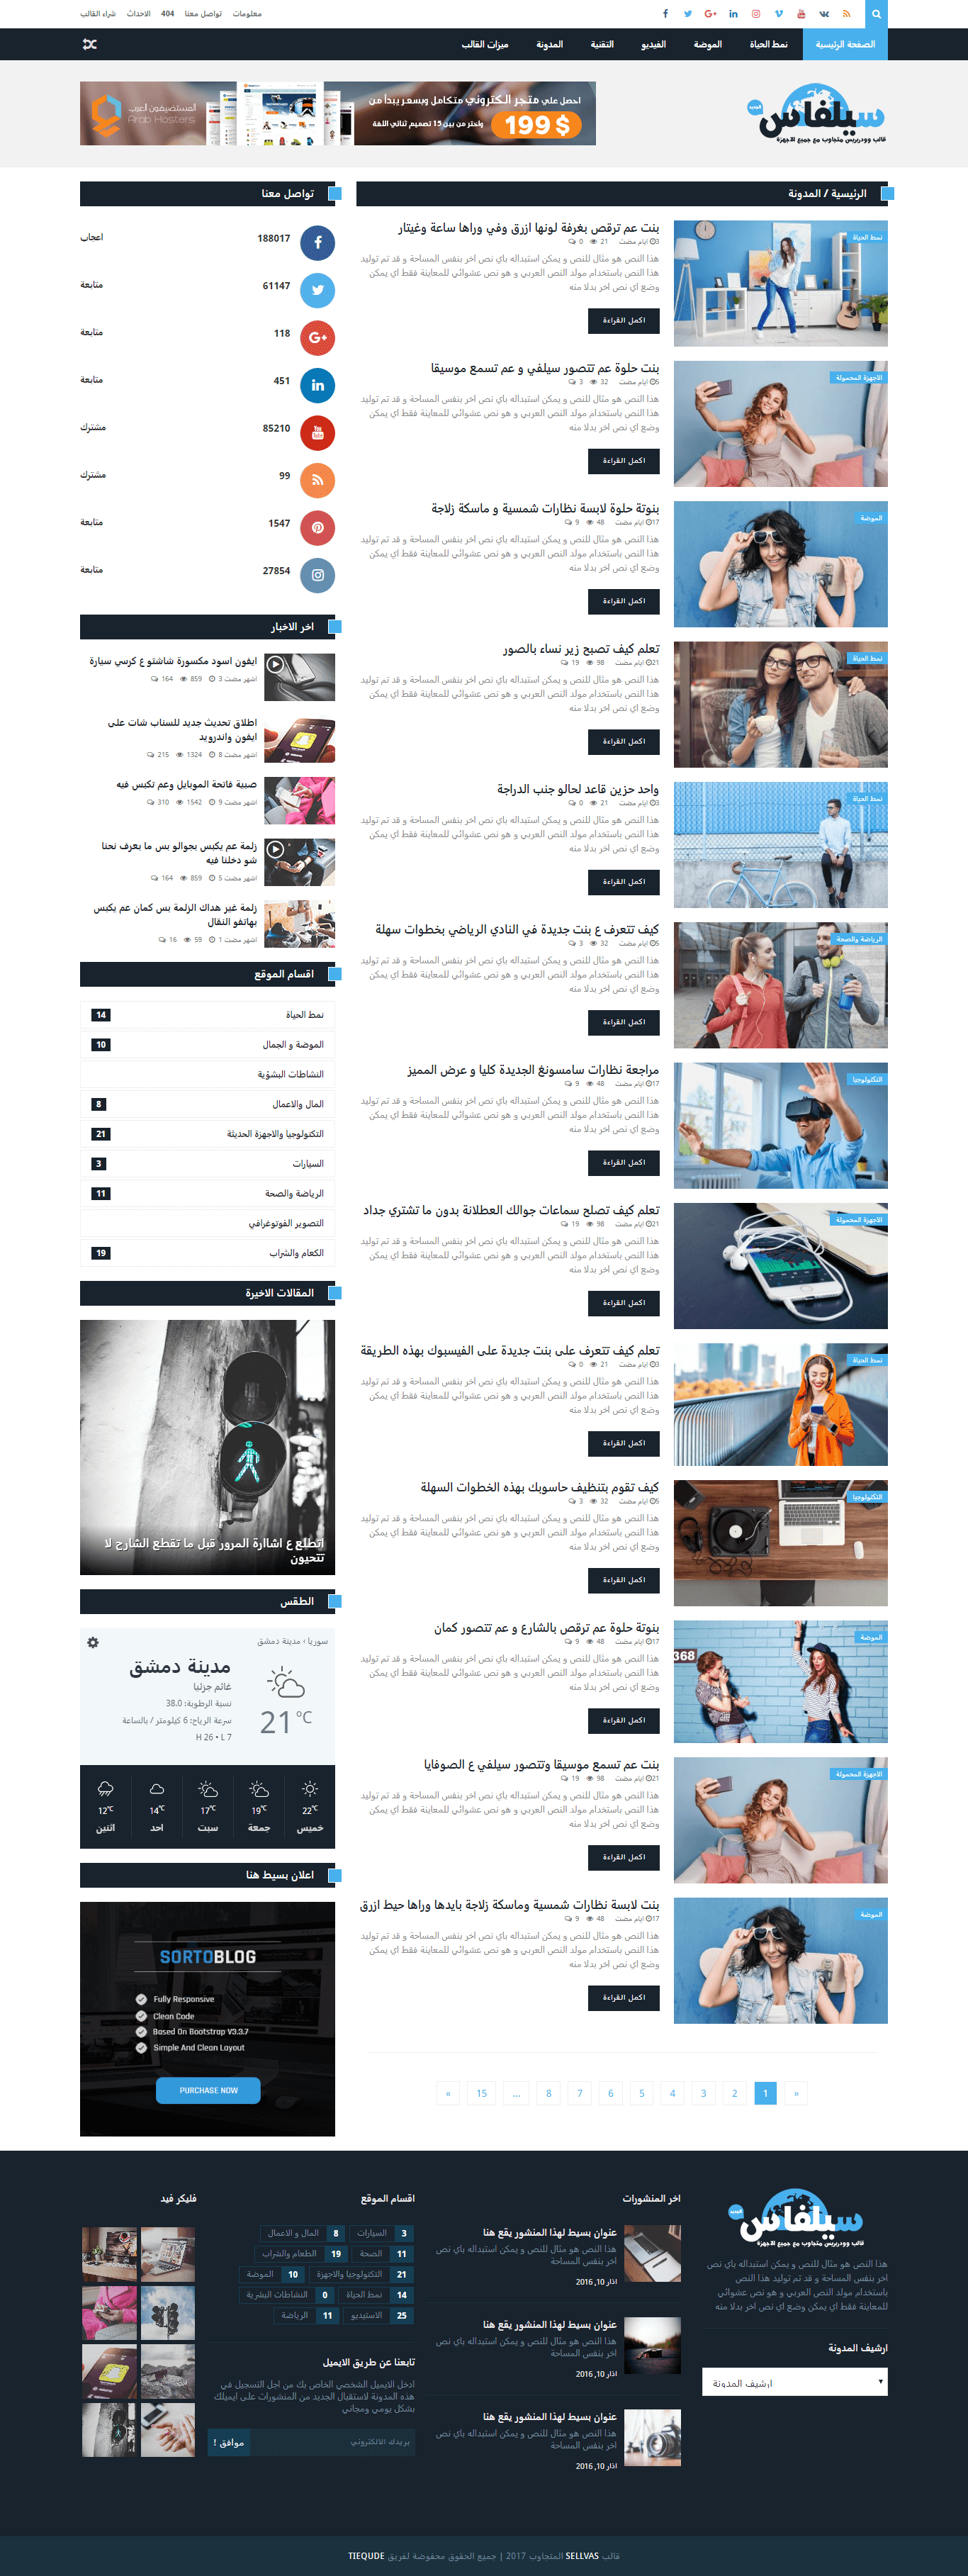 معلومات تواصل معنا 404 الاحداث شراء القالب
الصفحة الرئيسية نمط الحياة الموضة الفيديو التقنية المدونة ميزات القالب
سيلفاس
الجديد
قالب ووردبريس متجاوب مع جميع الاجهزة
احصل علي متجر الكتروني متكامل وبسعر يبدأ من
199$ واختر من بين 15 تصميم ثنائي اللغة
المستضيفون العرب
Arab Hosters
الرئيسية / المدونة
نمط الحياة
بنت عم ترقص بغرفة لونها ازرق وفي وراها ساعة وغيتار
3 ايام مضت 21 0
هذا النص هو مثال للنص و يمكن استبداله باي نص اخر بنفس المساحة و قد تم توليد
هذا النص باستخدام مولد النص العربي و هو نص عشوائي للمعاينة فقط اي يمكن
وضع اي نص اخر بدلا منه
اكمل القراءة
الاجهزة المحمولة
بنت حلوة عم تتصور سيلفي و عم تسمع موسيقا
5 ايام مضت 32 3
هذا النص هو مثال للنص و يمكن استبداله باي نص اخر بنفس المساحة و قد تم توليد
هذا النص باستخدام مولد النص العربي و هو نص عشوائي للمعاينة فقط اي يمكن
وضع اي نص اخر بدلا منه
اكمل القراءة
الموضة
بنوتة حلوة لابسة نظارات شمسية و ماسكة زلاجة
17 ايام مضت 48 9
هذا النص هو مثال للنص و يمكن استبداله باي نص اخر بنفس المساحة و قد تم توليد
هذا النص باستخدام مولد النص العربي و هو نص عشوائي للمعاينة فقط اي يمكن
وضع اي نص اخر بدلا منه
اكمل القراءة
نمط الحياة
تعلم كيف تصبح زير نساء بالصور
21 ايام مضت 98 19
هذا النص هو مثال للنص و يمكن استبداله باي نص اخر بنفس المساحة و قد تم توليد
هذا النص باستخدام مولد النص العربي و هو نص عشوائي للمعاينة فقط اي يمكن
وضع اي نص اخر بدلا منه
اكمل القراءة
نمط الحياة
واحد حزين قاعد لحالو جنب الدراجة
3 ايام مضت 21 0
هذا النص هو مثال للنص و يمكن استبداله باي نص اخر بنفس المساحة و قد تم توليد
هذا النص باستخدام مولد النص العربي و هو نص عشوائي للمعاينة فقط اي يمكن
وضع اي نص اخر بدلا منه
اكمل القراءة
الرياضة والصحة
كيف تتعرف ع بنت جديدة في النادي الرياضي بخطوات سهلة
5 ايام مضت 32 3
هذا النص هو مثال للنص و يمكن استبداله باي نص اخر بنفس المساحة و قد تم توليد
هذا النص باستخدام مولد النص العربي و هو نص عشوائي للمعاينة فقط اي يمكن
وضع اي نص اخر بدلا منه
اكمل القراءة
التكنولوجيا
مراجعة نظارات سامسونغ الجديدة كليا و عرض المميز
17 ايام مضت 48 9
هذا النص هو مثال للنص و يمكن استبداله باي نص اخر بنفس المساحة و قد تم توليد
هذا النص باستخدام مولد النص العربي و هو نص عشوائي للمعاينة فقط اي يمكن
وضع اي نص اخر بدلا منه
اكمل القراءة
الاجهزة المحمولة
تعلم كيف تصلح سماعات جوالك العطلانة بدون ما تشتري جداد
21 ايام مضت 98 19
هذا النص هو مثال للنص و يمكن استبداله باي نص اخر بنفس المساحة و قد تم توليد
هذا النص باستخدام مولد النص العربي و هو نص عشوائي للمعاينة فقط اي يمكن
وضع اي نص اخر بدلا منه
اكمل القراءة
نمط الحياة
تعلم كيف تتعرف على بنت جديدة على الفيسبوك بهذه الطريقة
3 ايام مضت 21 0
هذا النص هو مثال للنص و يمكن استبداله باي نص اخر بنفس المساحة و قد تم توليد
هذا النص باستخدام مولد النص العربي و هو نص عشوائي للمعاينة فقط اي يمكن
وضع اي نص اخر بدلا منه
اكمل القراءة
التكنولوجيا
كيف تقوم بتنظيف حاسوبك بهذه الخطوات السهلة
5 ايام مضت 32 3
هذا النص هو مثال للنص و يمكن استبداله باي نص اخر بنفس المساحة و قد تم توليد
هذا النص باستخدام مولد النص العربي و هو نص عشوائي للمعاينة فقط اي يمكن
وضع اي نص اخر بدلا منه
اكمل القراءة
الموضة
368
بنوتة حلوة عم ترقص بالشارع و عم تتصور كمان
17 ايام مضت 48 9
هذا النص هو مثال للنص و يمكن استبداله باي نص اخر بنفس المساحة و قد تم توليد
هذا النص باستخدام مولد النص العربي و هو نص عشوائي للمعاينة فقط اي يمكن
وضع اي نص اخر بدلا منه
اكمل القراءة
الاجهزة المحمولة
بنت عم تسمع موسيقا وتتصور سيلفي ع الصوفايا
21 ايام مضت 98 19
هذا النص هو مثال للنص و يمكن استبداله باي نص اخر بنفس المساحة و قد تم توليد
هذا النص باستخدام مولد النص العربي و هو نص عشوائي للمعاينة فقط اي يمكن
وضع اي نص اخر بدلا منه
اكمل القراءة
الموضة
بنت لابسة نظارات شمسية وماسكة زلاجة بايدها وراها حيط ازرق
17 ايام مضت 48 9
هذا النص هو مثال للنص و يمكن استبداله باي نص اخر بنفس المساحة و قد تم توليد
هذا النص باستخدام مولد النص العربي و هو نص عشوائي للمعاينة فقط اي يمكن
وضع اي نص اخر بدلا منه
اكمل القراءة
» 1 2 3 4 5 6 7 8 ... 15 «
تواصل معنا
188017 اعجاب
61147 متابعة
118 متابعة
451 متابعة
85210 مشترك
99 مشترك
1547 متابعة
27854 متابعة
اخر الاخبار
ايفون اسود مكسورة شاشتو ع كرسي سيارة
3 اشهر مضت 859 164
اطلاق تحديث جديد للسناب شات على
ايفون واندرويد
8 اشهر مضت 1324 215
صبية فاتحة الموبايل وعم تكبس فيه
9 اشهر مضت 1542 310
زلمة عم يكبس بجوالو بس ما بعرف نحنا
شو دخلنا فيه
5 اشهر مضت 859 164
زلمة غير هداك الزلمة بس كمان عم يكبس
بهاتفو النقال
1 اشهر مضت 59 16
اقسام الموقع
نمط الحياة 14
الموضة و الجمال 10
النشاطات البشؤية
المال والاعمال 8
التكنولوجيا والاجهزة الحديثة 21
السيارات 3
الرياضة والصحة 11
التصوير الفوتوغرافي
الكعام والشراب 19
المقالات الاخيرة
اتطلع ع اشاارة المرور قبل ما تقطع الشارح لا
تتحيون
الطقس
سوريا › مدينة دمشق
مدينة دمشق
غائم جزئيا
نسبة الرطوبة: 38.0
سرعة الرياح: 6 كيلومتر / بالساعة
H 26 • L 7
21 °C
22°C 19°C 17°C 14°C 12°C
خميس جمعة سبت احد اثنين
اعلان بسيط هنا
SORTOBLOG
Fully Responsive
Clean Code
Based On Bootstrap V3.3.7
Simple And Clean Layout
PURCHASE NOW
سيلفاس
الجديد
قالب ووردبريس متجاوب مع جميع الاجهزة
هذا النص هو مثال للنص و يمكن استبداله باي نص
اخر بنفس المساحة و قد تم توليد هذا النص
باستخدام مولد النص العربي و هو نص عشوائي
للمعاينة فقط اي يمكن وضع اي نص اخر بدلا منه
ارشيف المدونة
ارشيف المدونة
اخر المنشورات
عنوان بسيط لهذا المنشور يقع هنا
هذا النص هو مثال للنص و يمكن استبداله باي نص
اخر بنفس المساحة
اذار 10, 2016
عنوان بسيط لهذا المنشور يقع هنا
هذا النص هو مثال للنص و يمكن استبداله باي نص
اخر بنفس المساحة
اذار 10, 2016
عنوان بسيط لهذا المنشور يقع هنا
هذا النص هو مثال للنص و يمكن استبداله باي نص
اخر بنفس المساحة
اذار 10, 2016
اقسام الموقع
3 السيارات 8 المال و الاعمال
11 الصحة 19 الطعام والشراب
21 التكنولوجيا والاجهزة 10 الموضة
14 نمط الحياة 0 النشاطات البشرية
25 الاستيديو 11 الرياضة
تابعنا عن طريق الايميل
ادخل الايميل الشخصي الخاص بك من اجل التسجيل في
هذه المدونة لاستقبال الجديد من المنشورات على ايميلك
بشكل يومي ومجاني
بريدك الالكتروني
موافق !
فليكر فيد
قالب SELLVAS المتجاوب 2017 | جميع الحقوق محفوضة لفريق TIEQUDE